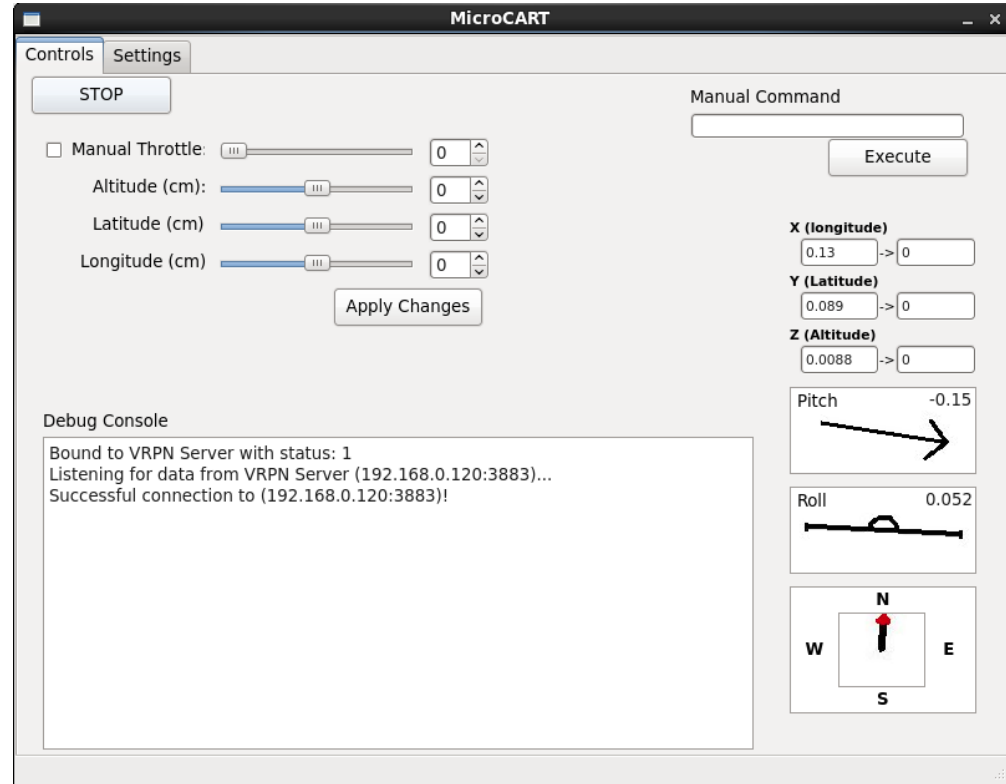 MicroCART
Controls Settings
STOP
Manual Command
Execute
Manual Throttle: 0
Altitude (cm): 0
Latitude (cm) 0
Longitude (cm) 0
Apply Changes
X (longitude)
0.13 -> 0
Y (Latitude)
0.089 -> 0
Z (Altitude)
0.0088 -> 0
Pitch -0.15
Roll 0.052
N
W E
S
Debug Console
Bound to VRPN Server with status: 1
Listening for data from VRPN Server (192.168.0.120:3883)...
Successful connection to (192.168.0.120:3883)!